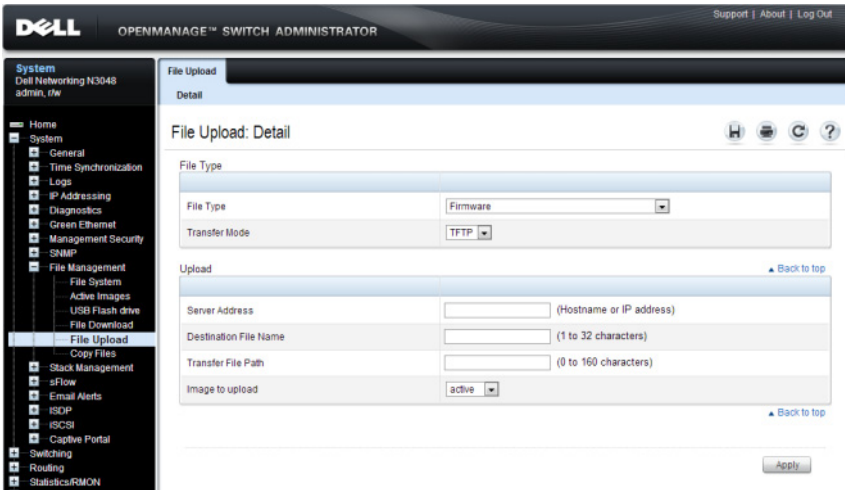 Support | About | Log Out
DELL
OPENMANAGE™ SWITCH ADMINISTRATOR
System
Dell Networking N3048
admin, r/w
Home
System
General
Time Synchronization
Logs
IP Addressing
Diagnostics
Green Ethernet
Management Security
SNMP
File Management
File System
Active Images
USB Flash drive
File Download
File Upload
Copy Files
Stack Management
sFlow
Email Alerts
ISDP
iSCSI
Captive Portal
Switching
Routing
Statistics/RMON
File Upload
Detail
File Upload: Detail
File Type
File Type Firmware
Transfer Mode TFTP
Upload Back to top
Server Address (Hostname or IP address)
Destination File Name (1 to 32 characters)
Transfer File Path (0 to 160 characters)
Image to upload active
Back to top
Apply